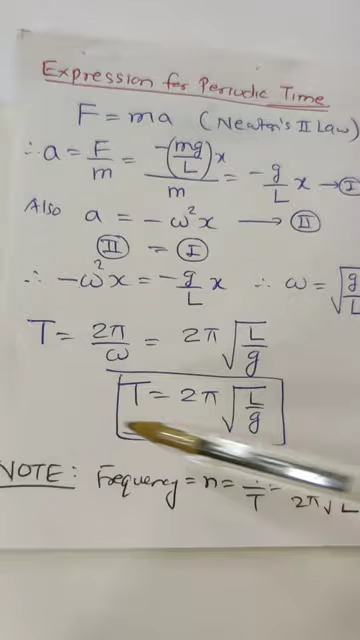 Expression for Periodic Time
F = ma (Newton's II Law)
∴ a = F/m = -(mg/L)x/m = -g/L x → I
Also a = -ω²x → II
II = I
∴ -ω²x = -g/L x ∴ ω = √g/L
T = 2π/ω = 2π √L/g
T = 2π √L/g
NOTE: Frequency = n = 1/T = 2π√L